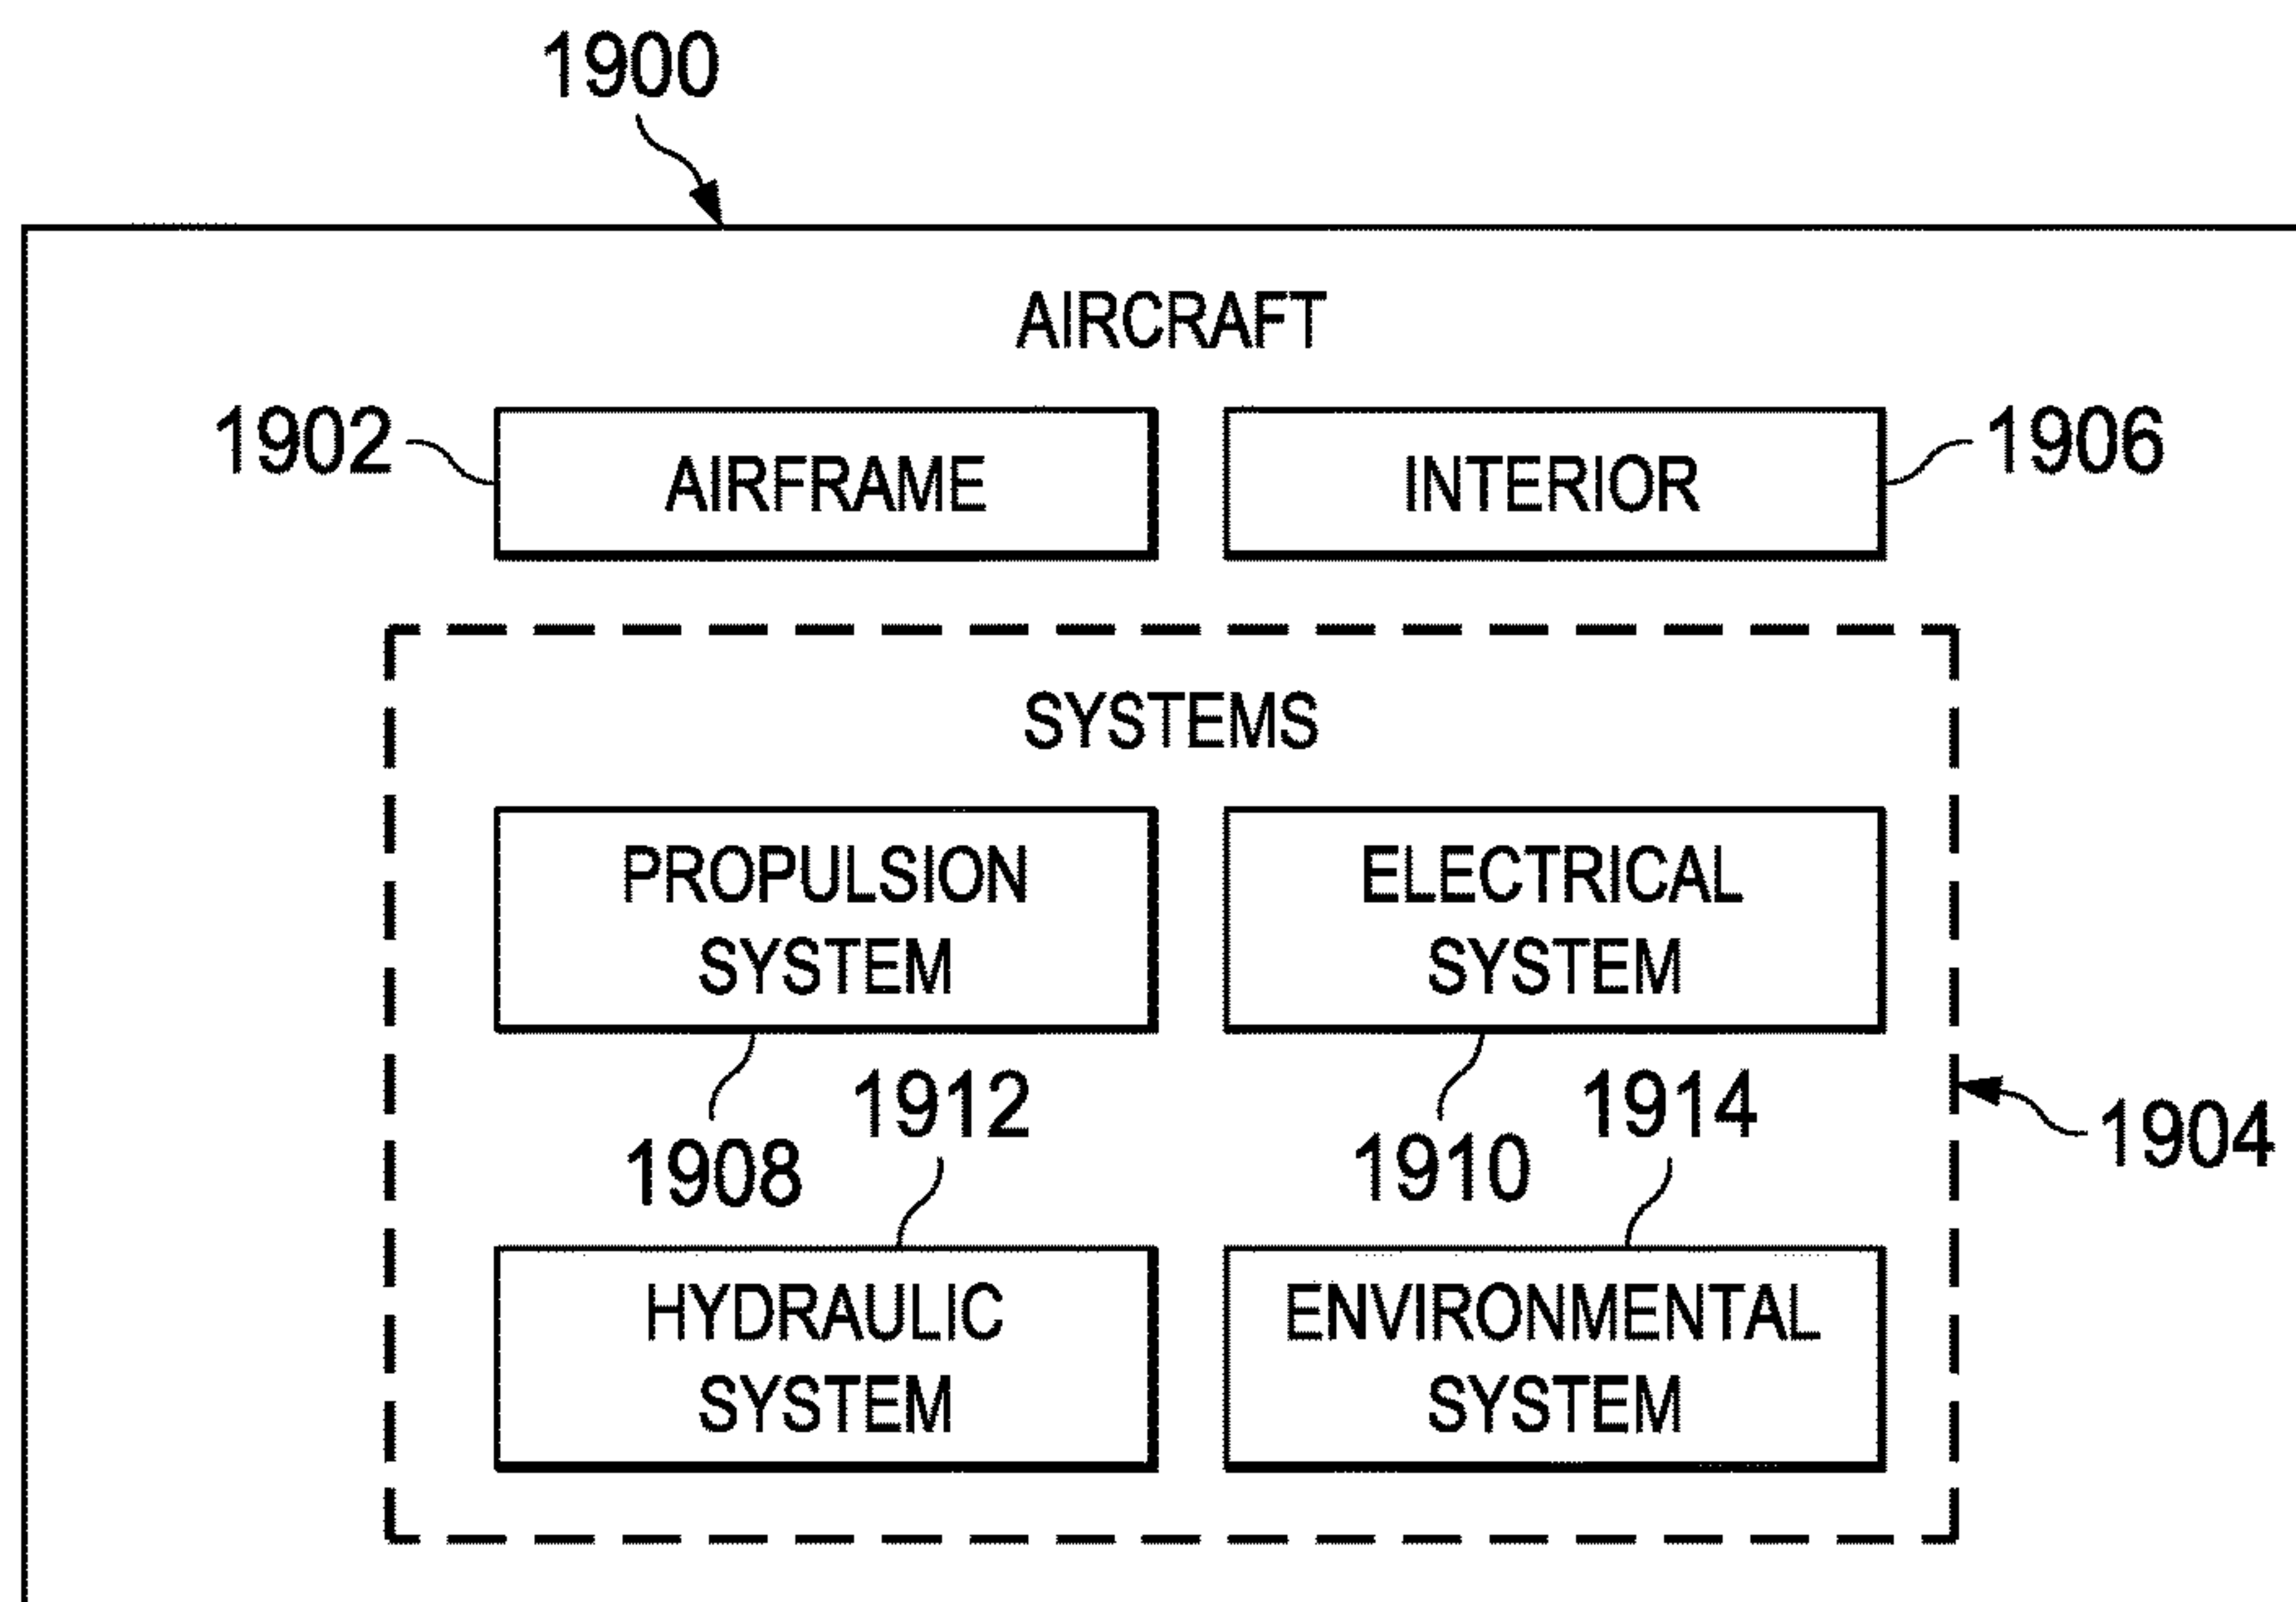 1900
AIRCRAFT
1902 AIRFRAME INTERIOR 1906
SYSTEMS
PROPULSION ELECTRICAL
SYSTEM SYSTEM
1912 1914
1908 1910 1904
HYDRAULIC ENVIRONMENTAL
SYSTEM SYSTEM